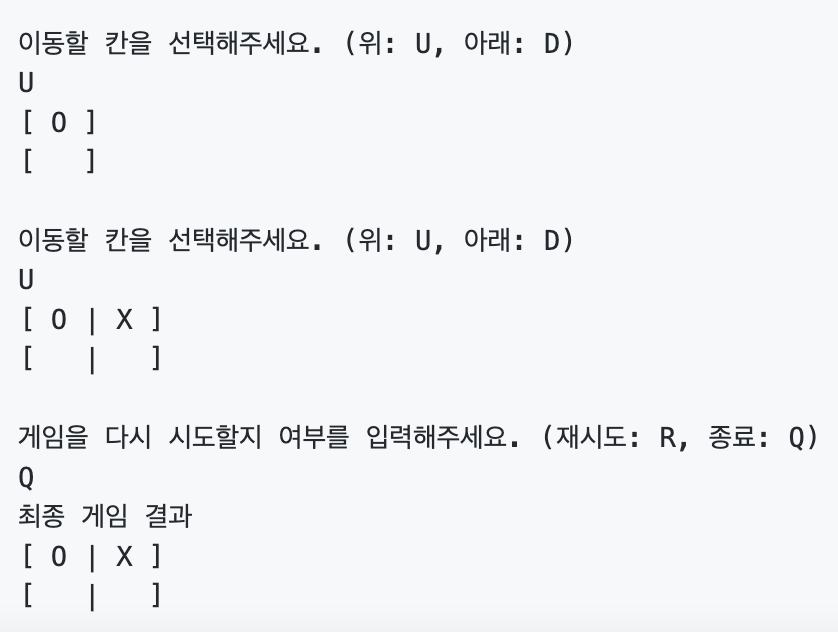 이동할 칸을 선택해주세요. (위: U, 아래: D)
U
[ O ]
[   ]

이동할 칸을 선택해주세요. (위: U, 아래: D)
U
[ O | X ]
[   |   ]

게임을 다시 시도할지 여부를 입력해주세요. (재시도: R, 종료: Q)
Q
최종 게임 결과
[ O | X ]
[   |   ]